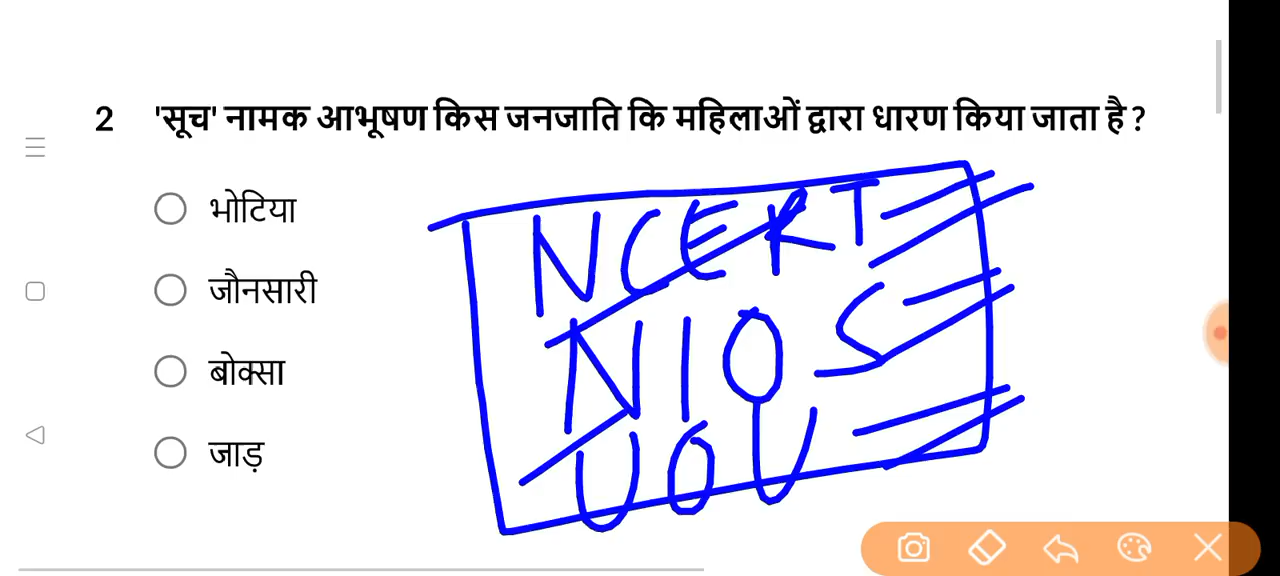 2 'सूच' नामक आभूषण किस जनजाति कि महिलाओं द्वारा धारण किया जाता है ?
भोटिया
जौनसारी
बोक्सा
जाड़
NCERT
NIOS
UOU